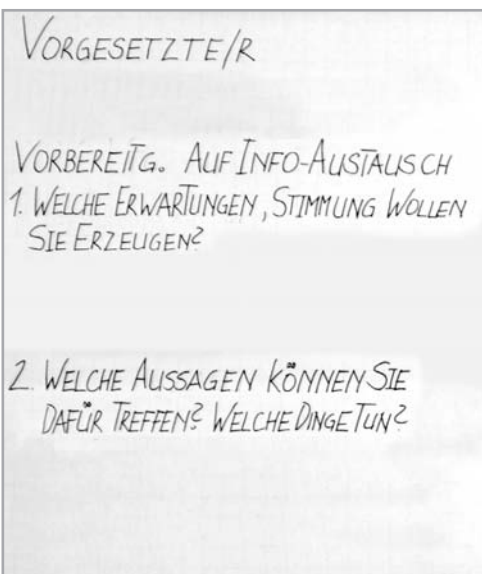 VORGESETZTE/R
VORBEREITG. AUF INFO-AUSTAUSCH
1. WELCHE ERWARTUNGEN, STIMMUNG WOLLEN
SIE ERZEUGEN?
2. WELCHE AUSSAGEN KÖNNEN SIE
DAFÜR TREFFEN? WELCHE DINGE TUN?